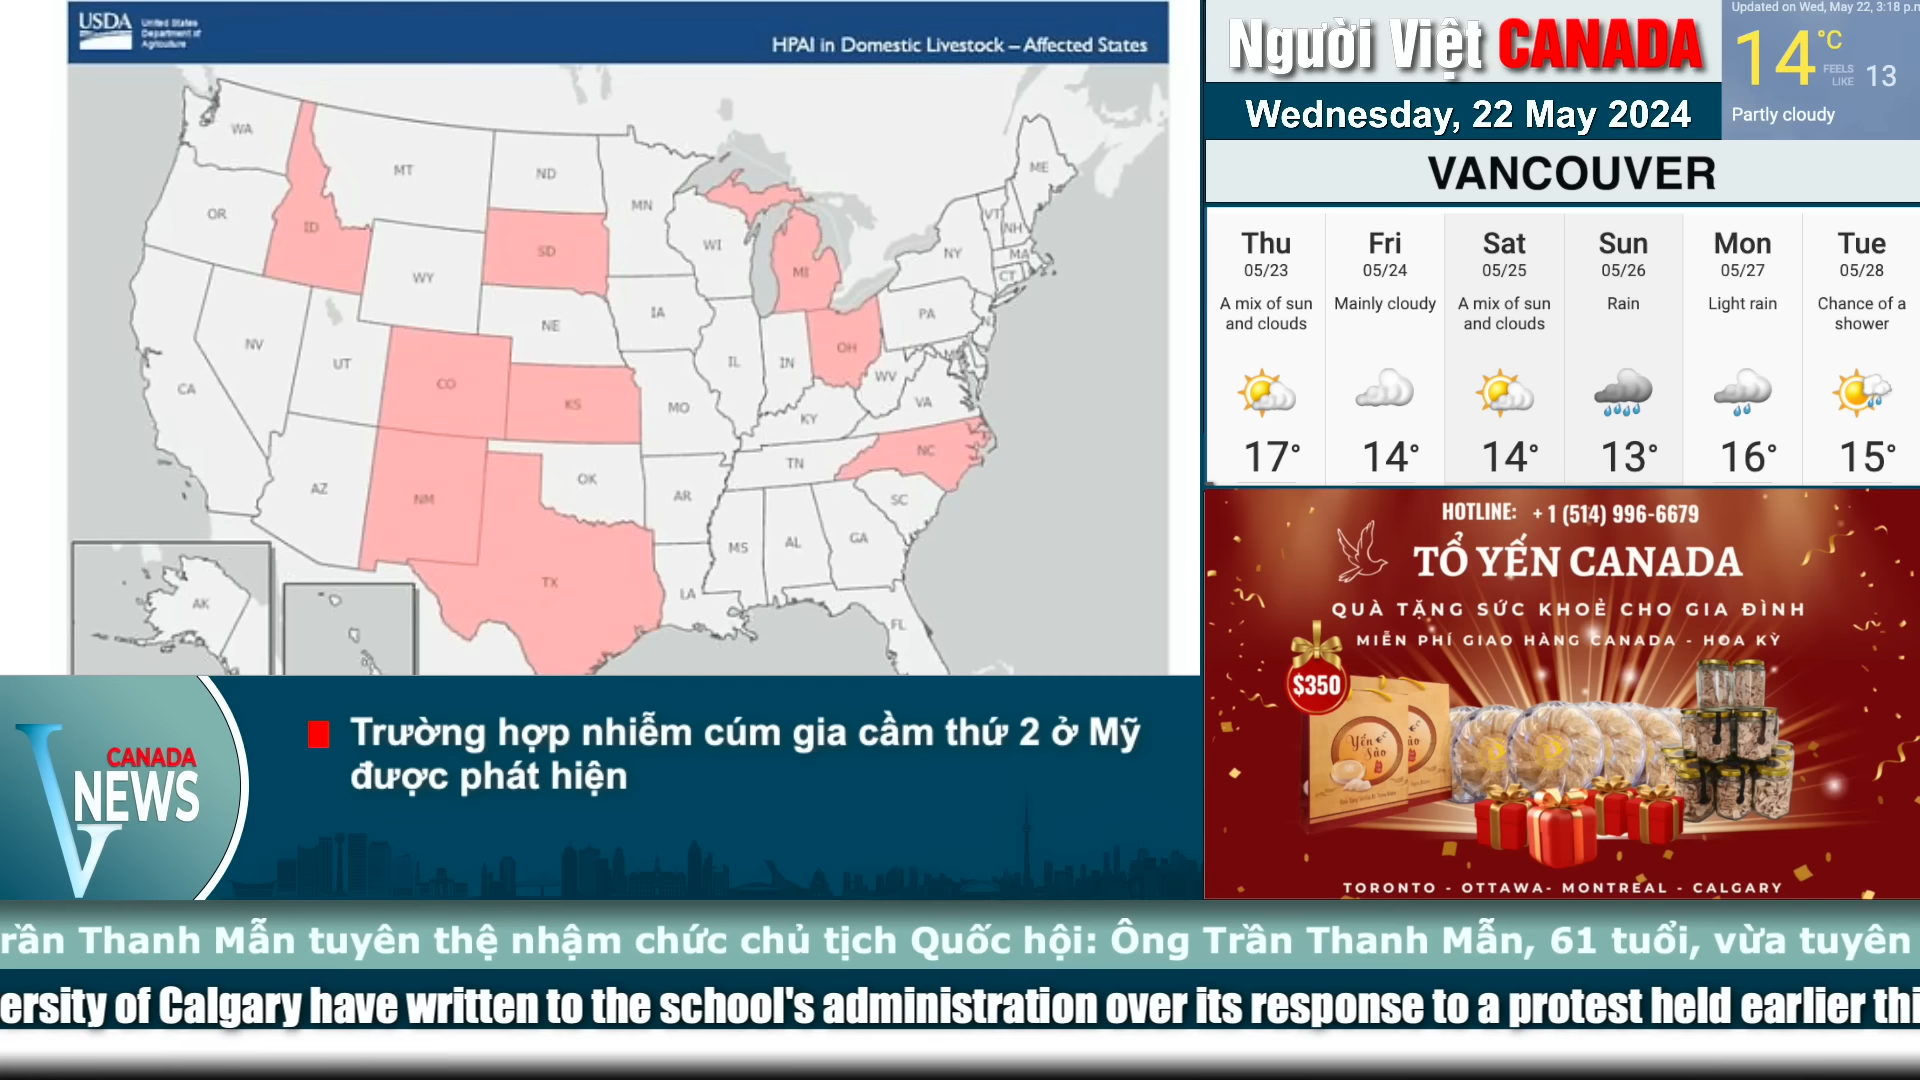 USDA
United States
Department of
Agriculture
HPAI in Domestic Livestock – Affected States
WA
MT
ND
MN
ME
OR
ID
SD
WI
VT
NH
NY
MA
CT
WY
MI
IA
PA
NE
NV
UT
CO
IL
IN
OH
WV
CA
KS
MO
KY
VA
NC
TN
OK
AZ
NM
AR
SC
MS
AL
GA
TX
LA
AK
FL
Người Việt CANADA
Wednesday, 22 May 2024
Updated on Wed, May 22, 3:18 p.m
14°C
FEELS
LIKE 13
Partly cloudy
VANCOUVER
Thu Fri Sat Sun Mon Tue
05/23 05/24 05/25 05/26 05/27 05/28
A mix of sun and clouds
Mainly cloudy
A mix of sun and clouds
Rain
Light rain
Chance of a shower
17° 14° 14° 13° 16° 15°
HOTLINE: + 1 (514) 996-6679
TỔ YẾN CANADA
QUÀ TẶNG SỨC KHOẺ CHO GIA ĐÌNH
MIỄN PHÍ GIAO HÀNG CANADA - HOA KỲ
$350
Yến
Sào
TORONTO - OTTAWA- MONTREAL - CALGARY
V CANADA
NEWS
Trường hợp nhiễm cúm gia cầm thứ 2 ở Mỹ
được phát hiện
rần Thanh Mẫn tuyên thệ nhậm chức chủ tịch Quốc hội: Ông Trần Thanh Mẫn, 61 tuổi, vừa tuyên
ersity of Calgary have written to the school's administration over its response to a protest held earlier thi